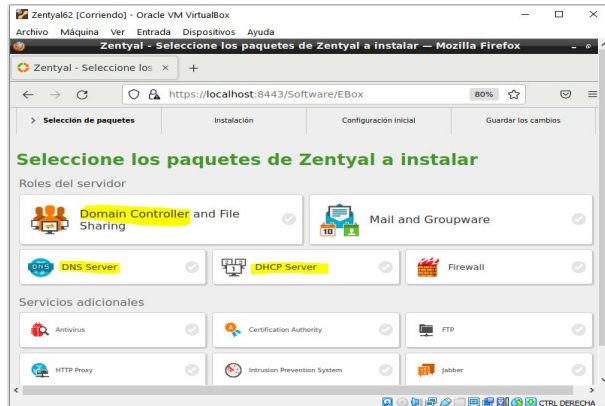 Zentyal62 [Corriendo] - Oracle VM VirtualBox
Archivo Máquina Ver Entrada Dispositivos Ayuda
Zentyal - Seleccione los paquetes de Zentyal a instalar — Mozilla Firefox
Zentyal - Seleccione los
https://localhost:8443/Software/EBox 80%
Selección de paquetes Instalación Configuración inicial Guardar los cambios
Seleccione los paquetes de Zentyal a instalar
Roles del servidor
Domain Controller and File
Sharing
10
Mail and Groupware
DNS
DNS Server
1
DHCP Server
Firewall
Servicios adicionales
Antivirus
Certification Authority
FTP
HTTP Proxy
Intrusion Prevention System
Jabber
CTRL DERECHA